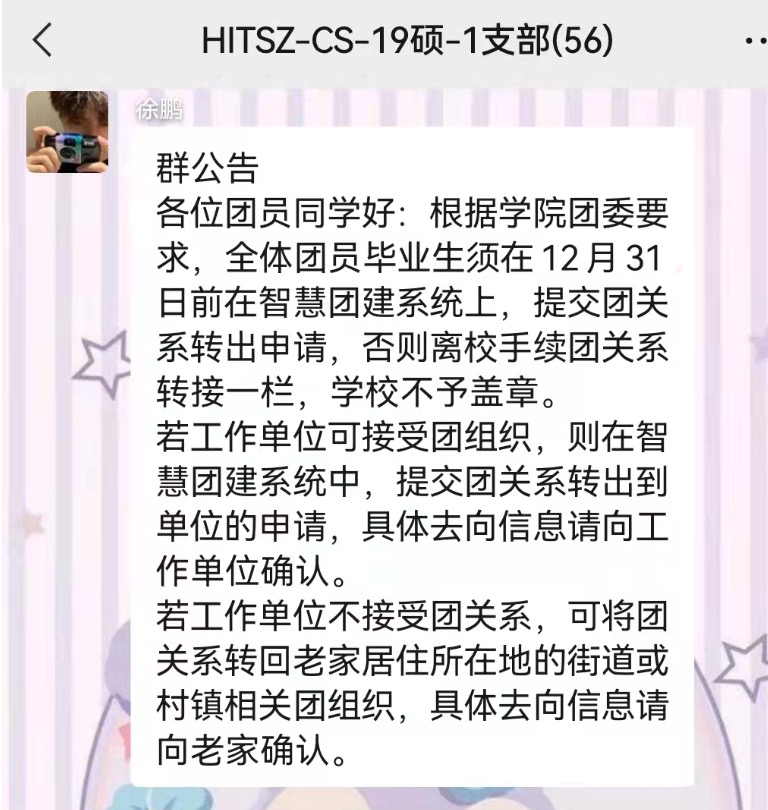 HITSZ-CS-19硕-1支部(56)
徐鹏
群公告
各位团员同学好：根据学院团委要
求，全体团员毕业生须在12月31
日前在智慧团建系统上，提交团关
系转出申请，否则离校手续团关系
转接一栏，学校不予盖章。
若工作单位可接受团组织，则在智
慧团建系统中，提交团关系转出到
单位的申请，具体去向信息请向工
作单位确认。
若工作单位不接受团关系，可将团
关系转回老家居住所在地的街道或
村镇相关团组织，具体去向信息请
向老家确认。